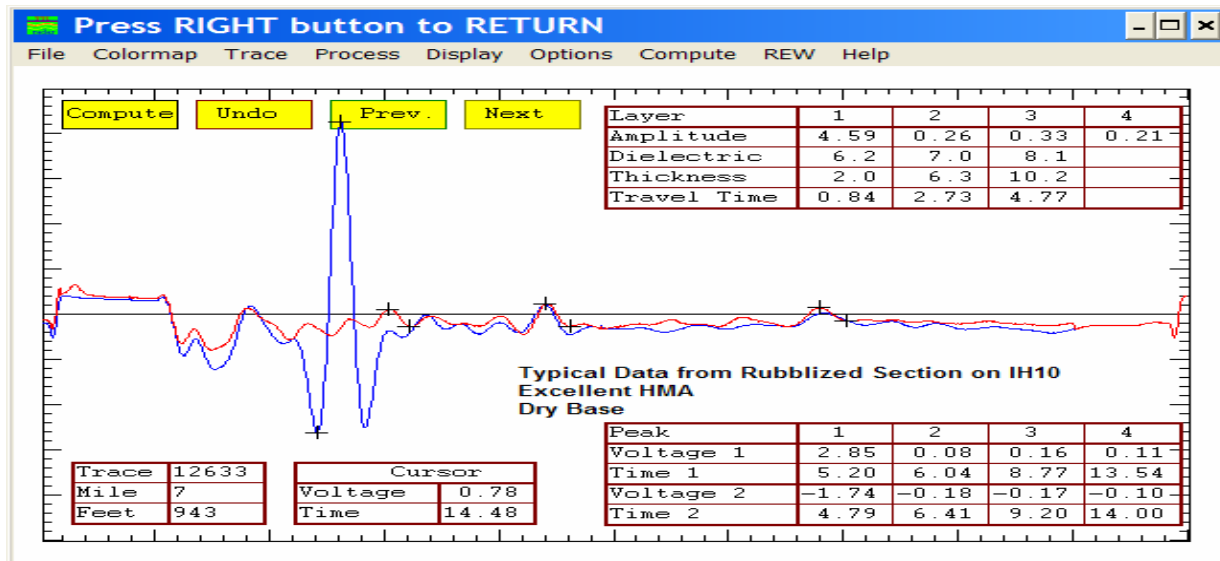 Press RIGHT button to RETURN
File Colormap Trace Process Display Options Compute REW Help
Compute Undo Prev. Next
Layer 1 2 3 4
Amplitude 4.59 0.26 0.33 0.21
Dielectric 6.2 7.0 8.1
Thickness 2.0 6.3 10.2
Travel Time 0.84 2.73 4.77
Typical Data from Rubblized Section on IH10
Excellent HMA
Dry Base
Trace 12633
Mile 7
Feet 943
Cursor
Voltage 0.78
Time 14.48
Peak 1 2 3 4
Voltage 1 2.85 0.08 0.16 0.11
Time 1 5.20 6.04 8.77 13.54
Voltage 2 -1.74 -0.18 -0.17 -0.10
Time 2 4.79 6.41 9.20 14.00